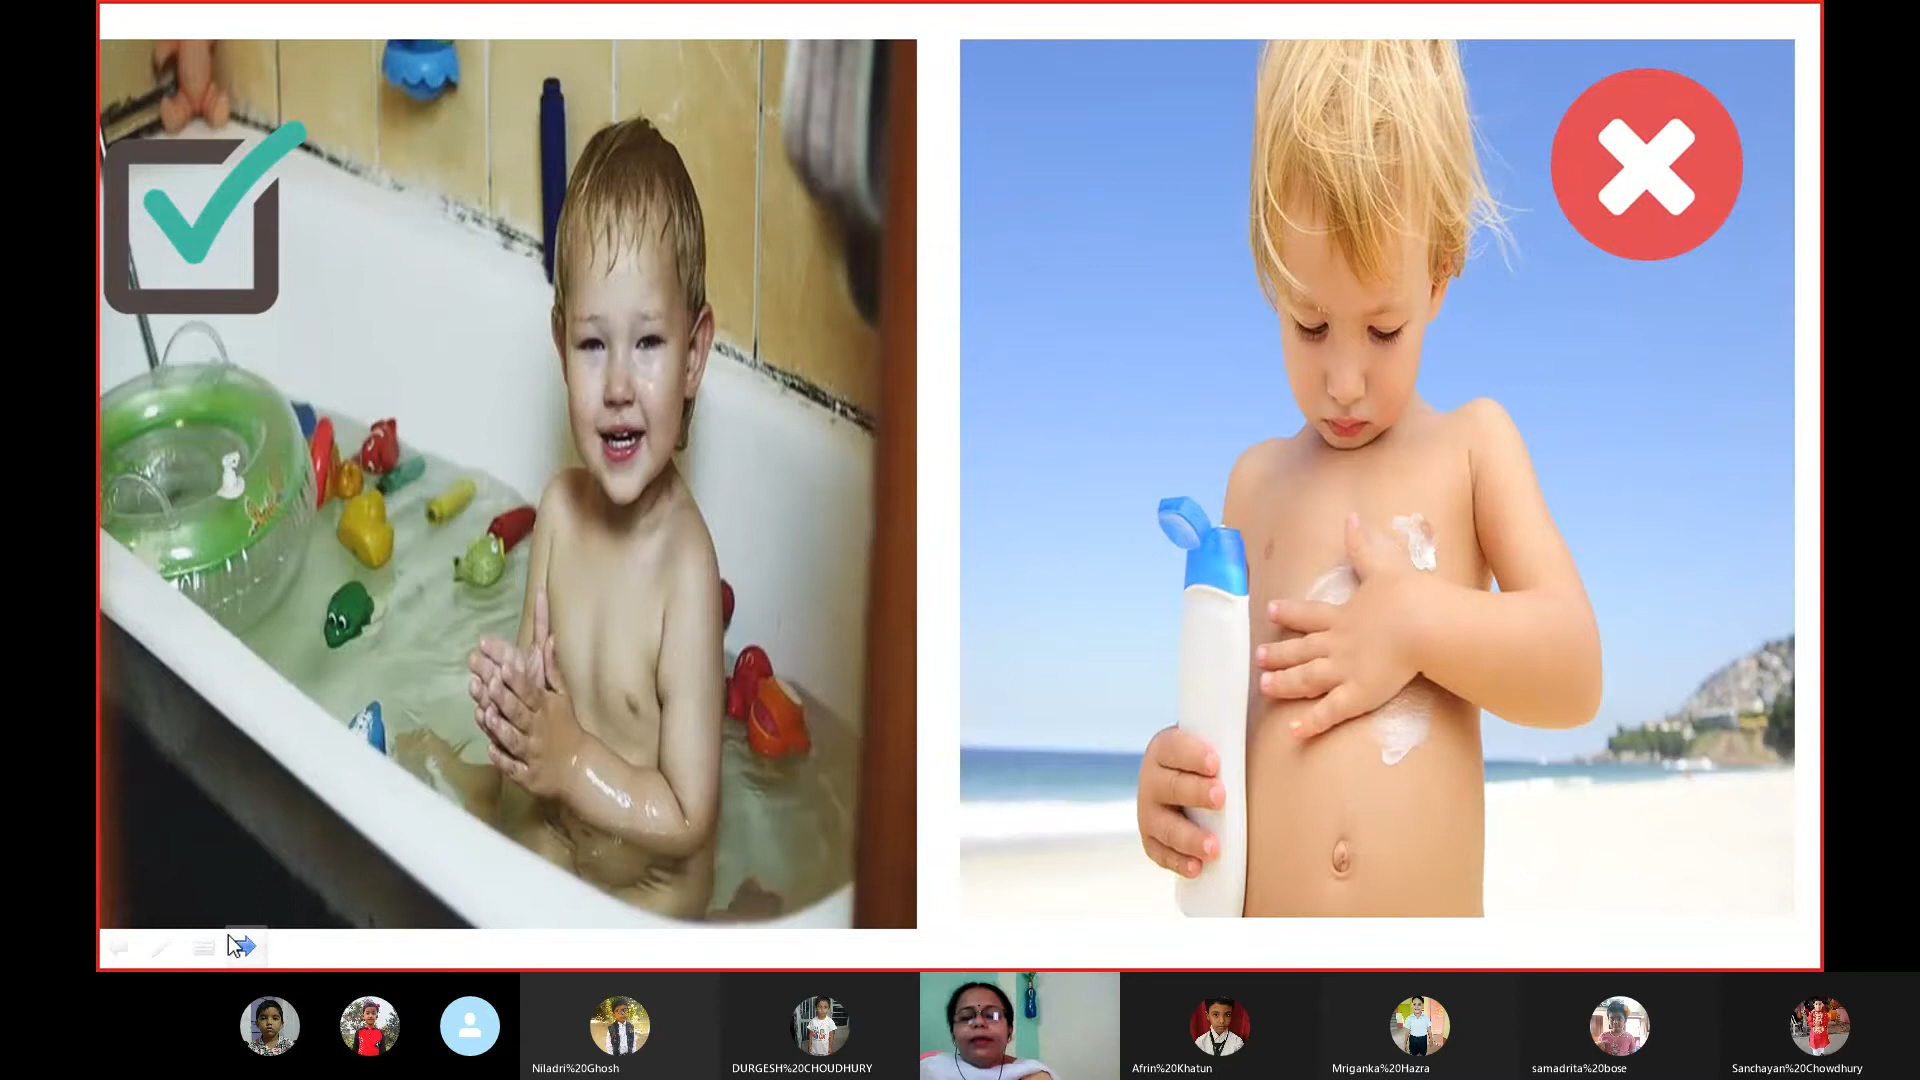 Niladri%20Ghosh
DURGESH%20CHOUDHURY
Afrin%20Khatun
Mriganka%20Hazra
samadrita%20bose
Sanchayan%20Chowdhury